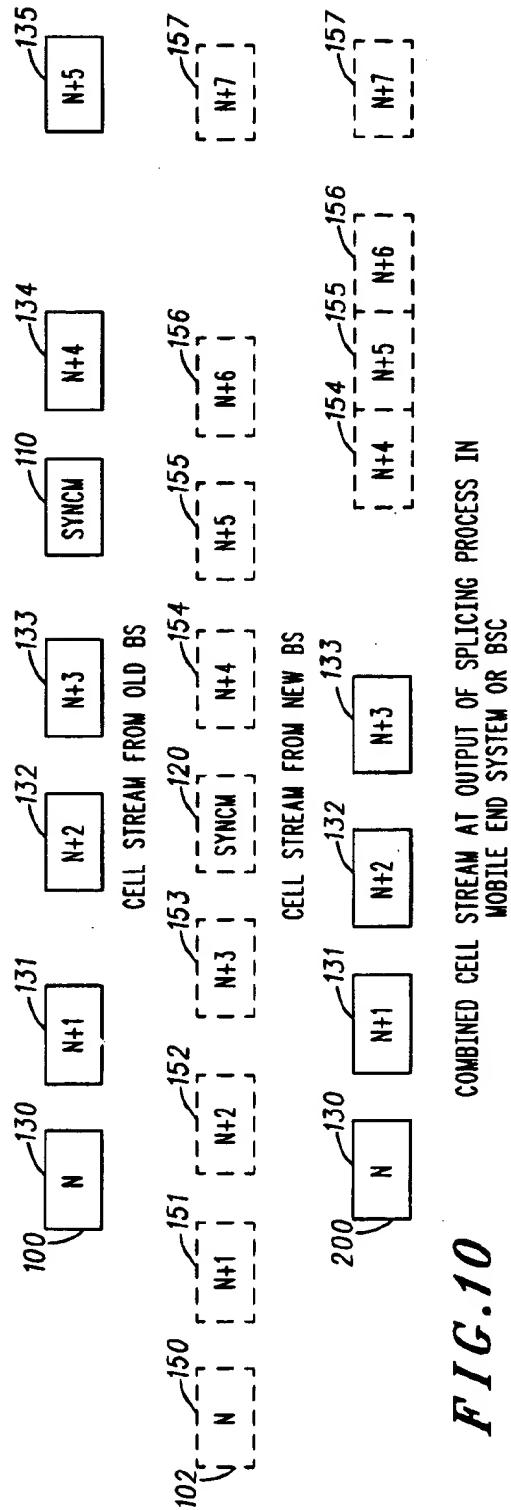 100 130 131 132 133 110 134 135
N N+1 N+2 N+3 SYNCM N+4 N+5
CELL STREAM FROM OLD BS
102 150 151 152 153 120 154 155 156 157
N N+1 N+2 N+3 SYNCM N+4 N+5 N+6 N+7
CELL STREAM FROM NEW BS
200 130 131 132 133 154 155 156 157
N N+1 N+2 N+3 N+4 N+5 N+6 N+7
COMBINED CELL STREAM AT OUTPUT OF SPLICING PROCESS IN
MOBILE END SYSTEM OR BSC
FIG.10